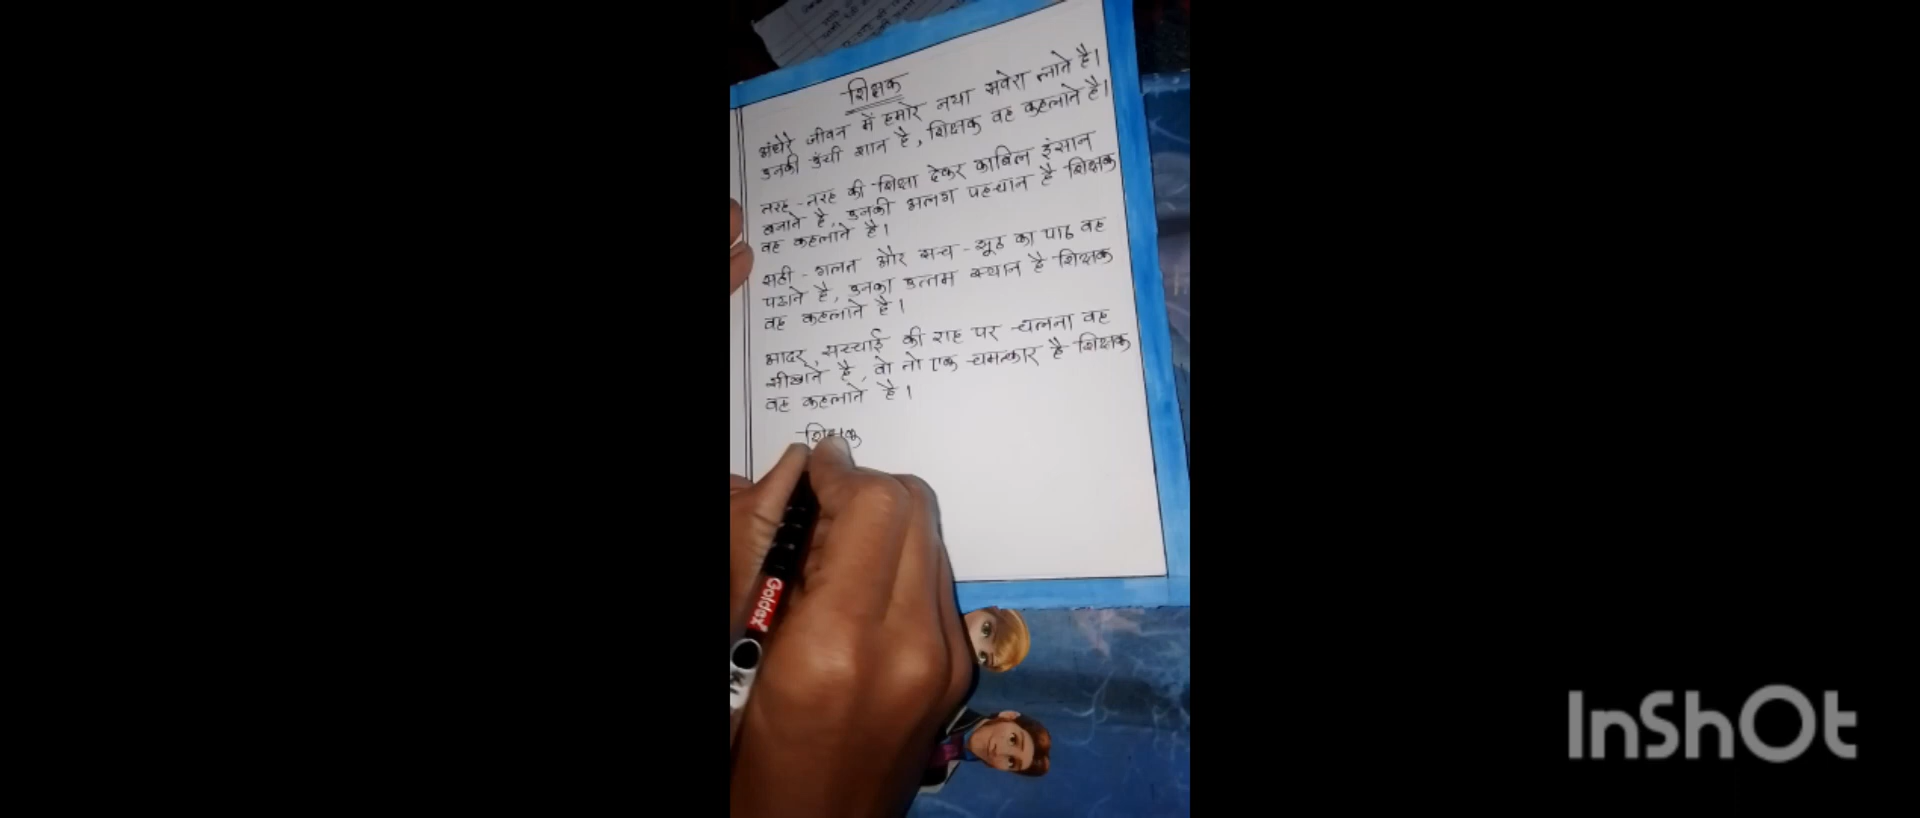 शिक्षक
अंधेरे जीवन में हमारे नया सवेरा लाते है।
उनकी ऊंची शान है, शिक्षक वह कहलाते है।
तरह-तरह की शिक्षा देकर काबिल इंसान
बनाते है, उनकी अलग पहचान है शिक्षक
वह कहलाते है।
सही-गलत और सच-झूठ का पाठ वह
पढाते है, उनका उत्तम स्थान है शिक्षक
वह कहलाते है।
आदर, सच्चाई की राह पर चलना वह
सीखाते है, वो तो एक चमत्कार है शिक्षक
वह कहलाते है।
शिक्षक
Goldex
InShOt